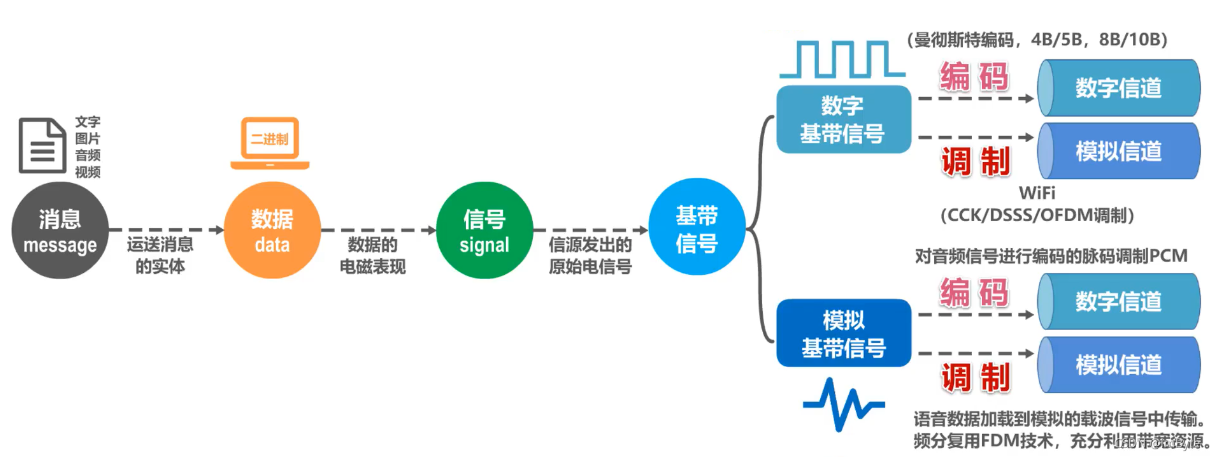 文字
图片
音频
视频
消息
message
运送消息
的实体
二进制
数据
data
数据的
电磁表现
信号
signal
信源发出的
原始电信号
基带
信号
数字
基带信号
(曼彻斯特编码，4B/5B，8B/10B)
编码
数字信道
调制
模拟信道
WiFi
(CCK/DSSS/OFDM调制)
模拟
基带信号
对音频信号进行编码的脉码调制PCM
编码
数字信道
调制
模拟信道
语音数据加载到模拟的载波信号中传输。
频分复用FDM技术，充分利用带宽资源。